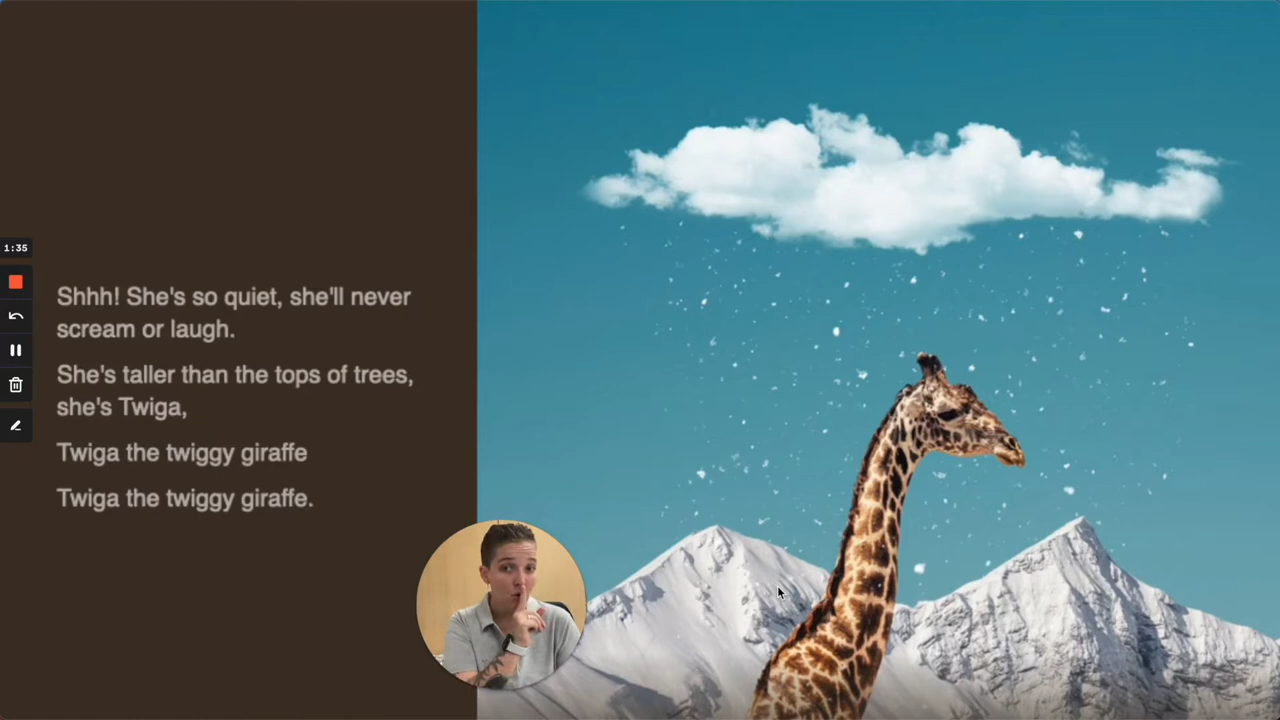 1:35
Shhh! She's so quiet, she'll never
scream or laugh.
She's taller than the tops of trees,
she's Twiga,
Twiga the twiggy giraffe
Twiga the twiggy giraffe.